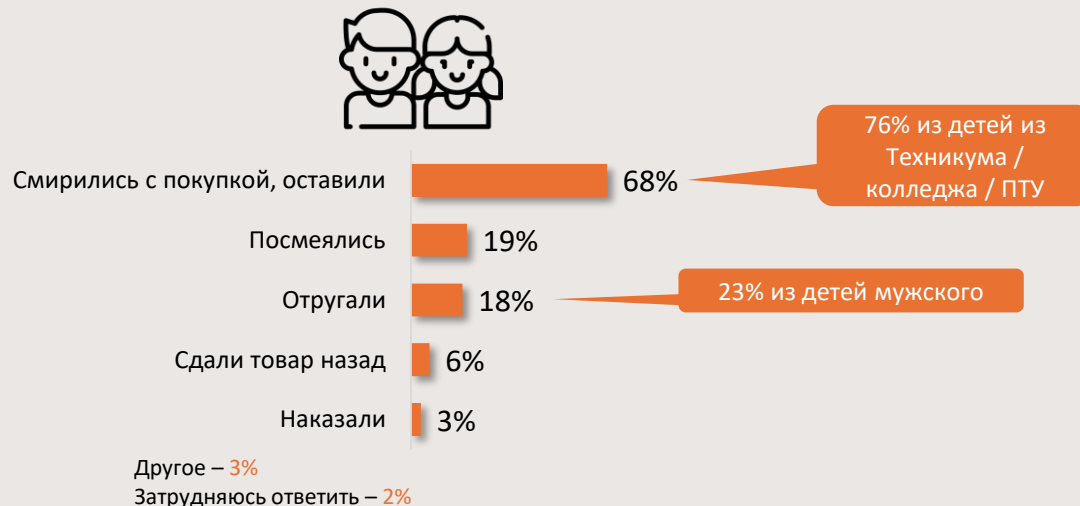 76% из детей из
Техникума /
колледжа / ПТУ
Смирились с покупкой, оставили 68%
Посмеялись 19%
Отругали 18%
23% из детей мужского
Сдали товар назад 6%
Наказали 3%
Другое – 3%
Затрудняюсь ответить – 2%